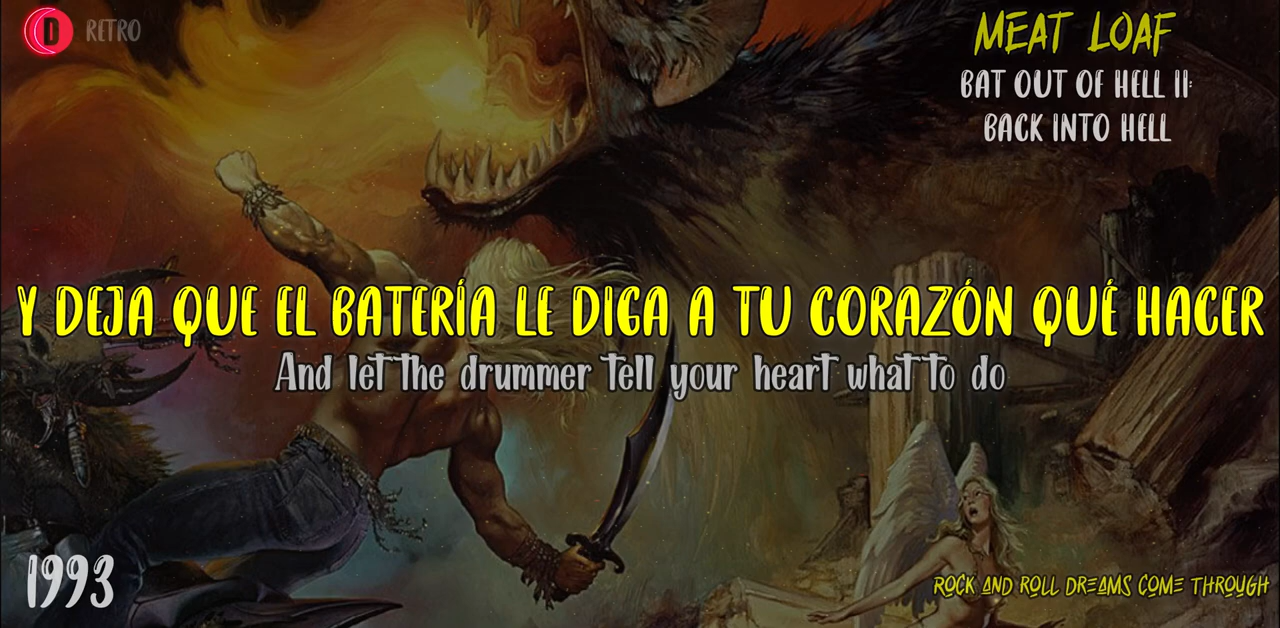 D RETRO
MEAT LOAF
BAT OUT OF HELL II:
BACK INTO HELL
Y DEJA QUE EL BATERÍA LE DIGA A TU CORAZÓN QUÉ HACER
And let the drummer tell your heart what to do
1993
ROCK AND ROLL DREAMS COME THROUGH